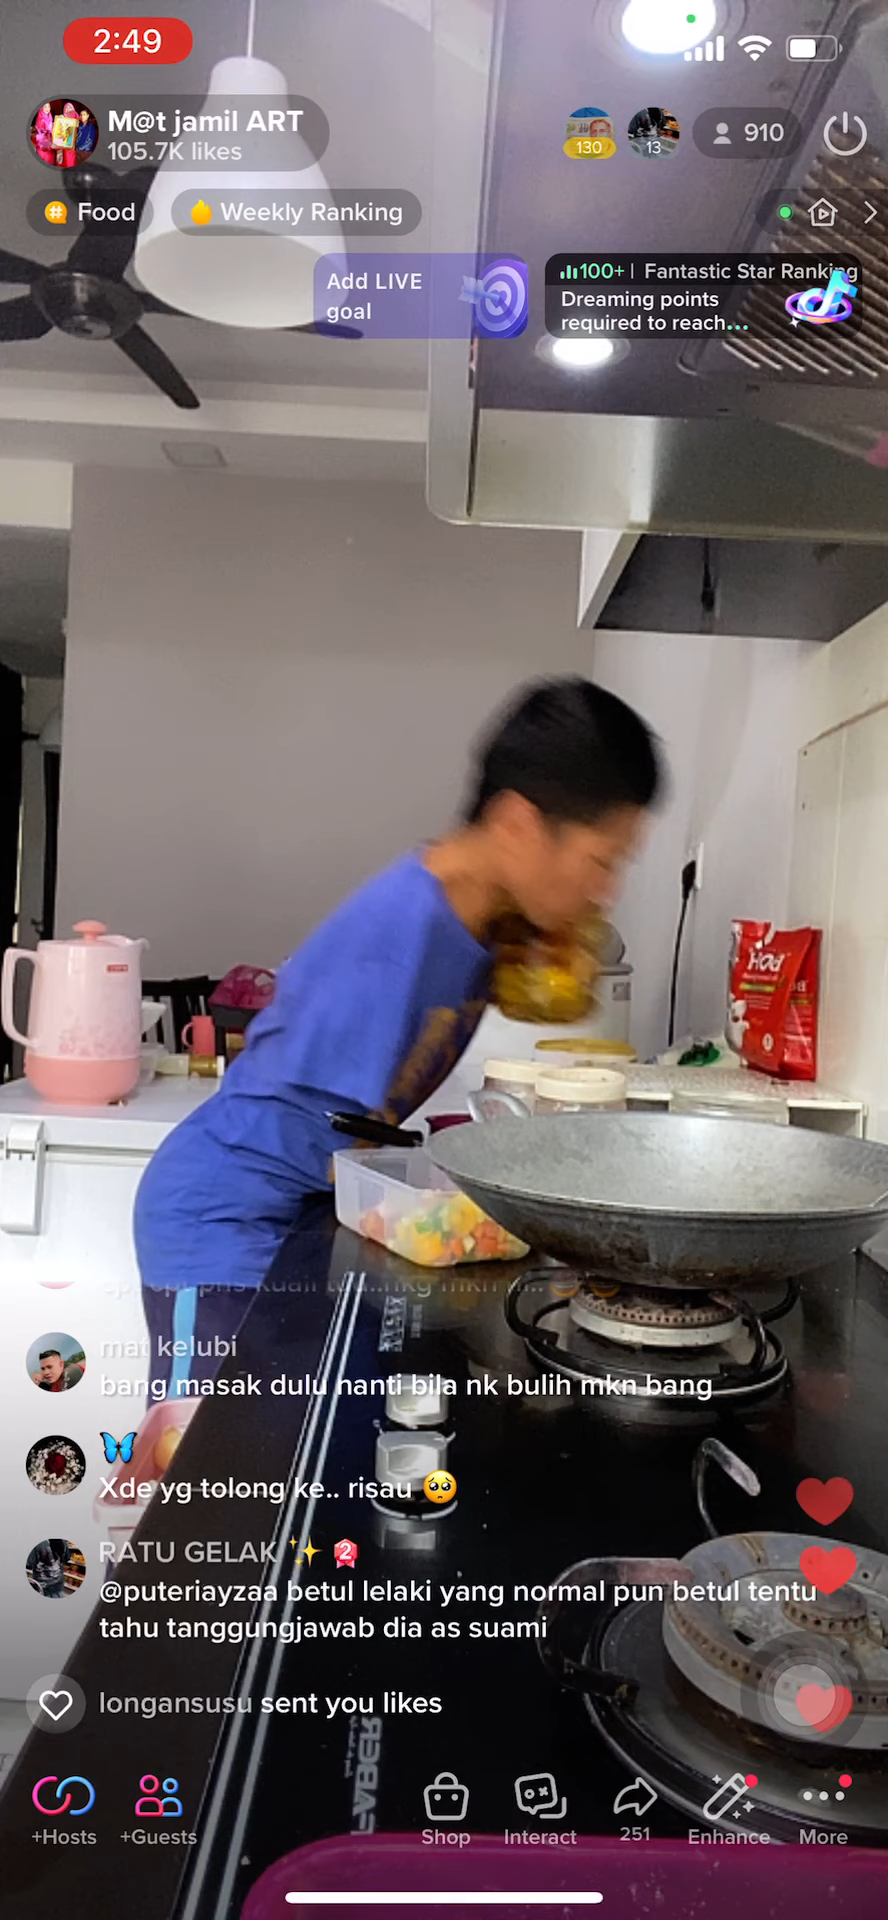 2:49
M@t jamil ART
105.7K likes
130
13
910
Food
Weekly Ranking
Add LIVE
goal
100+ | Fantastic Star Ranking
Dreaming points
required to reach...
mat kelubi
bang masak dulu nanti bila nk bulih mkn bang
Xde yg tolong ke.. risau 🥺
RATU GELAK ✨ 2
@puteriayzaa betul lelaki yang normal pun betul tentu
tahu tanggungjawab dia as suami
longansusu sent you likes
FABER
+Hosts
+Guests
Shop
Interact
251
Enhance
More